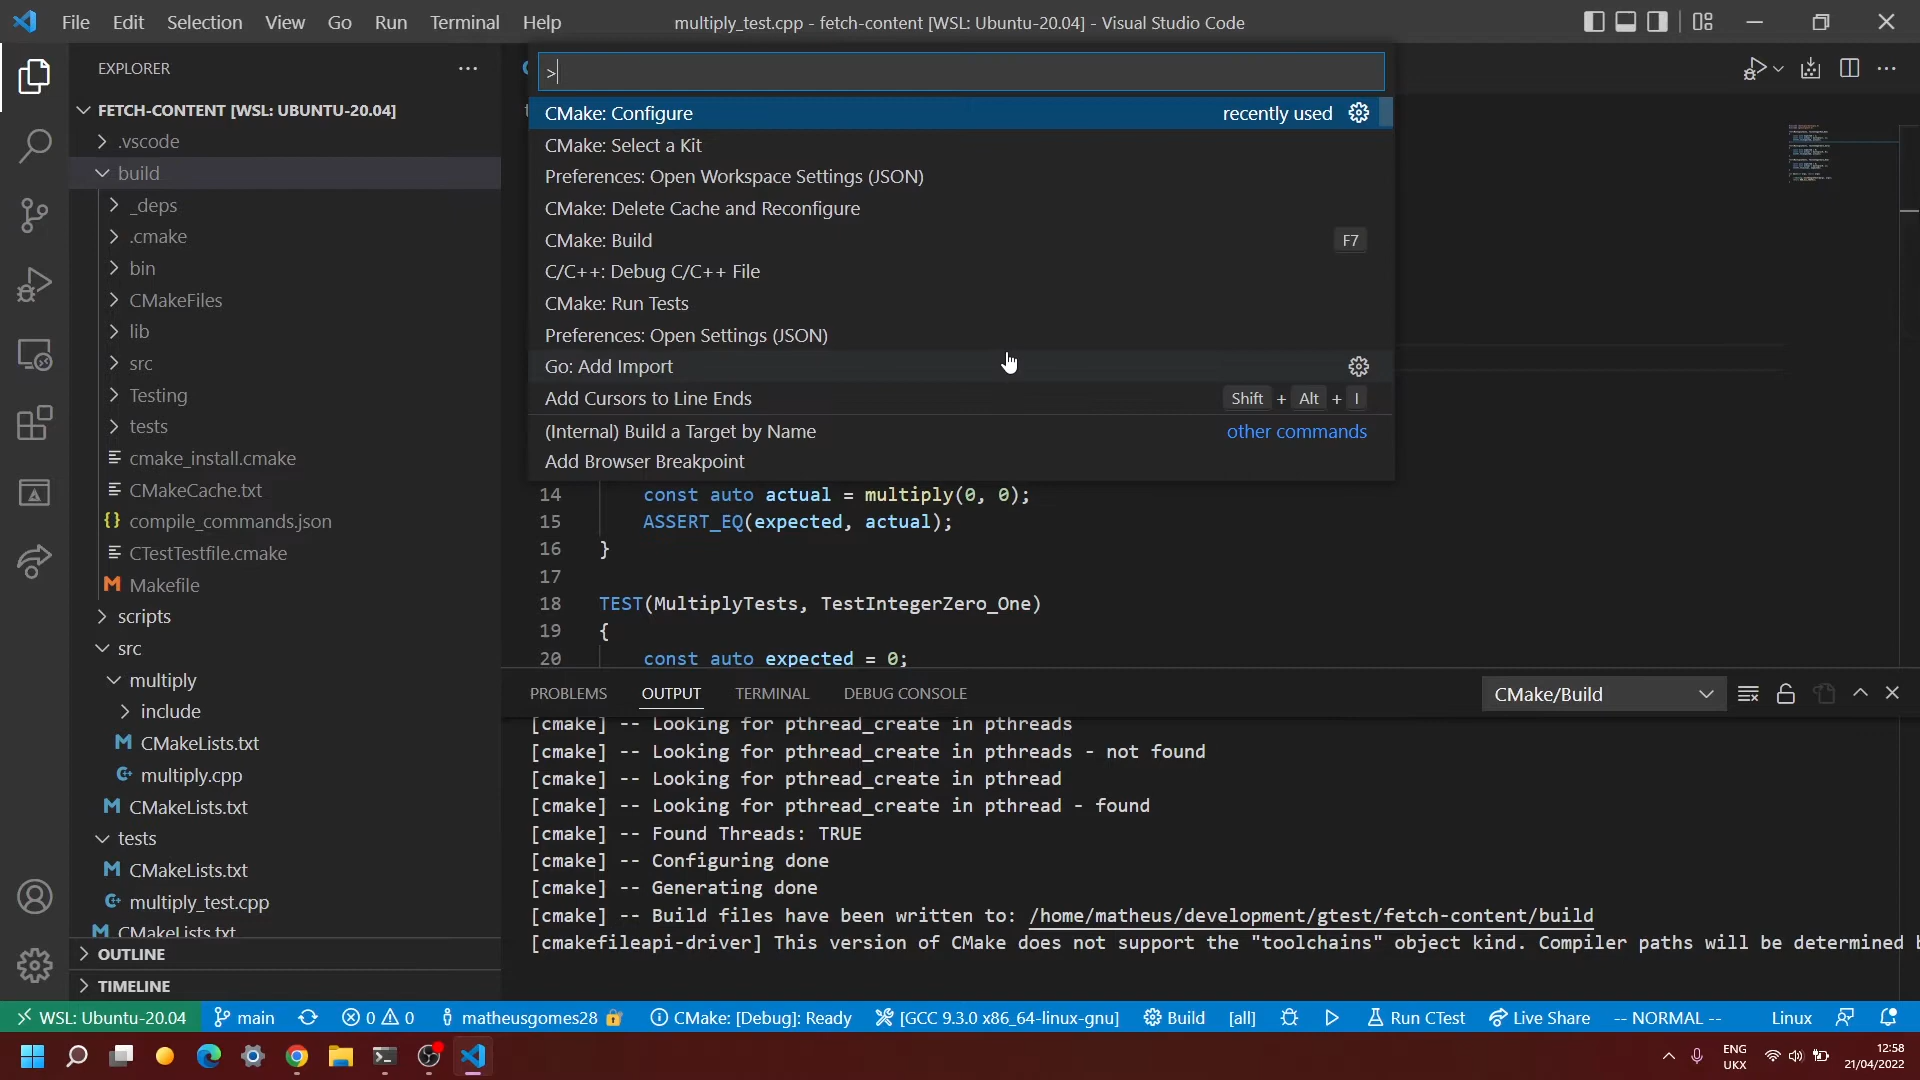 File Edit Selection View Go Run Terminal Help
multiply_test.cpp - fetch-content [WSL: Ubuntu-20.04] - Visual Studio Code
EXPLORER
FETCH-CONTENT [WSL: UBUNTU-20.04]
.vscode
build
_deps
.cmake
bin
CMakeFiles
lib
src
Testing
tests
cmake_install.cmake
CMakeCache.txt
{} compile_commands.json
CTestTestfile.cmake
M Makefile
scripts
src
multiply
include
M CMakeLists.txt
multiply.cpp
M CMakeLists.txt
tests
M CMakeLists.txt
multiply_test.cpp
M CMakeLists.txt
OUTLINE
TIMELINE
>
CMake: Configure recently used
CMake: Select a Kit
Preferences: Open Workspace Settings (JSON)
CMake: Delete Cache and Reconfigure
CMake: Build F7
C/C++: Debug C/C++ File
CMake: Run Tests
Preferences: Open Settings (JSON)
Go: Add Import
Add Cursors to Line Ends Shift + Alt + I
(Internal) Build a Target by Name other commands
Add Browser Breakpoint
14 const auto actual = multiply(0, 0);
15 ASSERT_EQ(expected, actual);
16 }
17
18 TEST(MultiplyTests, TestIntegerZero_One)
19 {
20 const auto expected = 0;
PROBLEMS OUTPUT TERMINAL DEBUG CONSOLE CMake/Build
[cmake] -- Looking for pthread_create in pthreads
[cmake] -- Looking for pthread_create in pthreads - not found
[cmake] -- Looking for pthread_create in pthread
[cmake] -- Looking for pthread_create in pthread - found
[cmake] -- Found Threads: TRUE
[cmake] -- Configuring done
[cmake] -- Generating done
[cmake] -- Build files have been written to: /home/matheus/development/gtest/fetch-content/build
[cmakefileapi-driver] This version of CMake does not support the "toolchains" object kind. Compiler paths will be determined b
WSL: Ubuntu-20.04 main 0 0 matheusgomes28 CMake: [Debug]: Ready [GCC 9.3.0 x86_64-linux-gnu] Build [all] Run CTest Live Share -- NORMAL -- Linux
ENG
UKX
12:58
21/04/2022